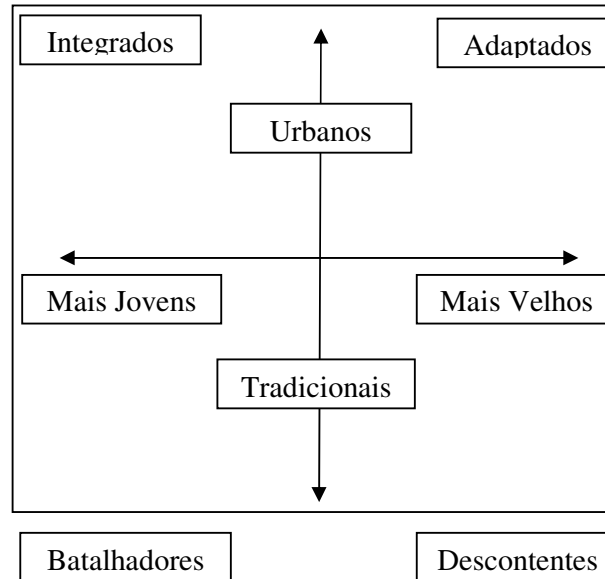 Integrados
Adaptados
Urbanos
Mais Jovens
Mais Velhos
Tradicionais
Batalhadores
Descontentes